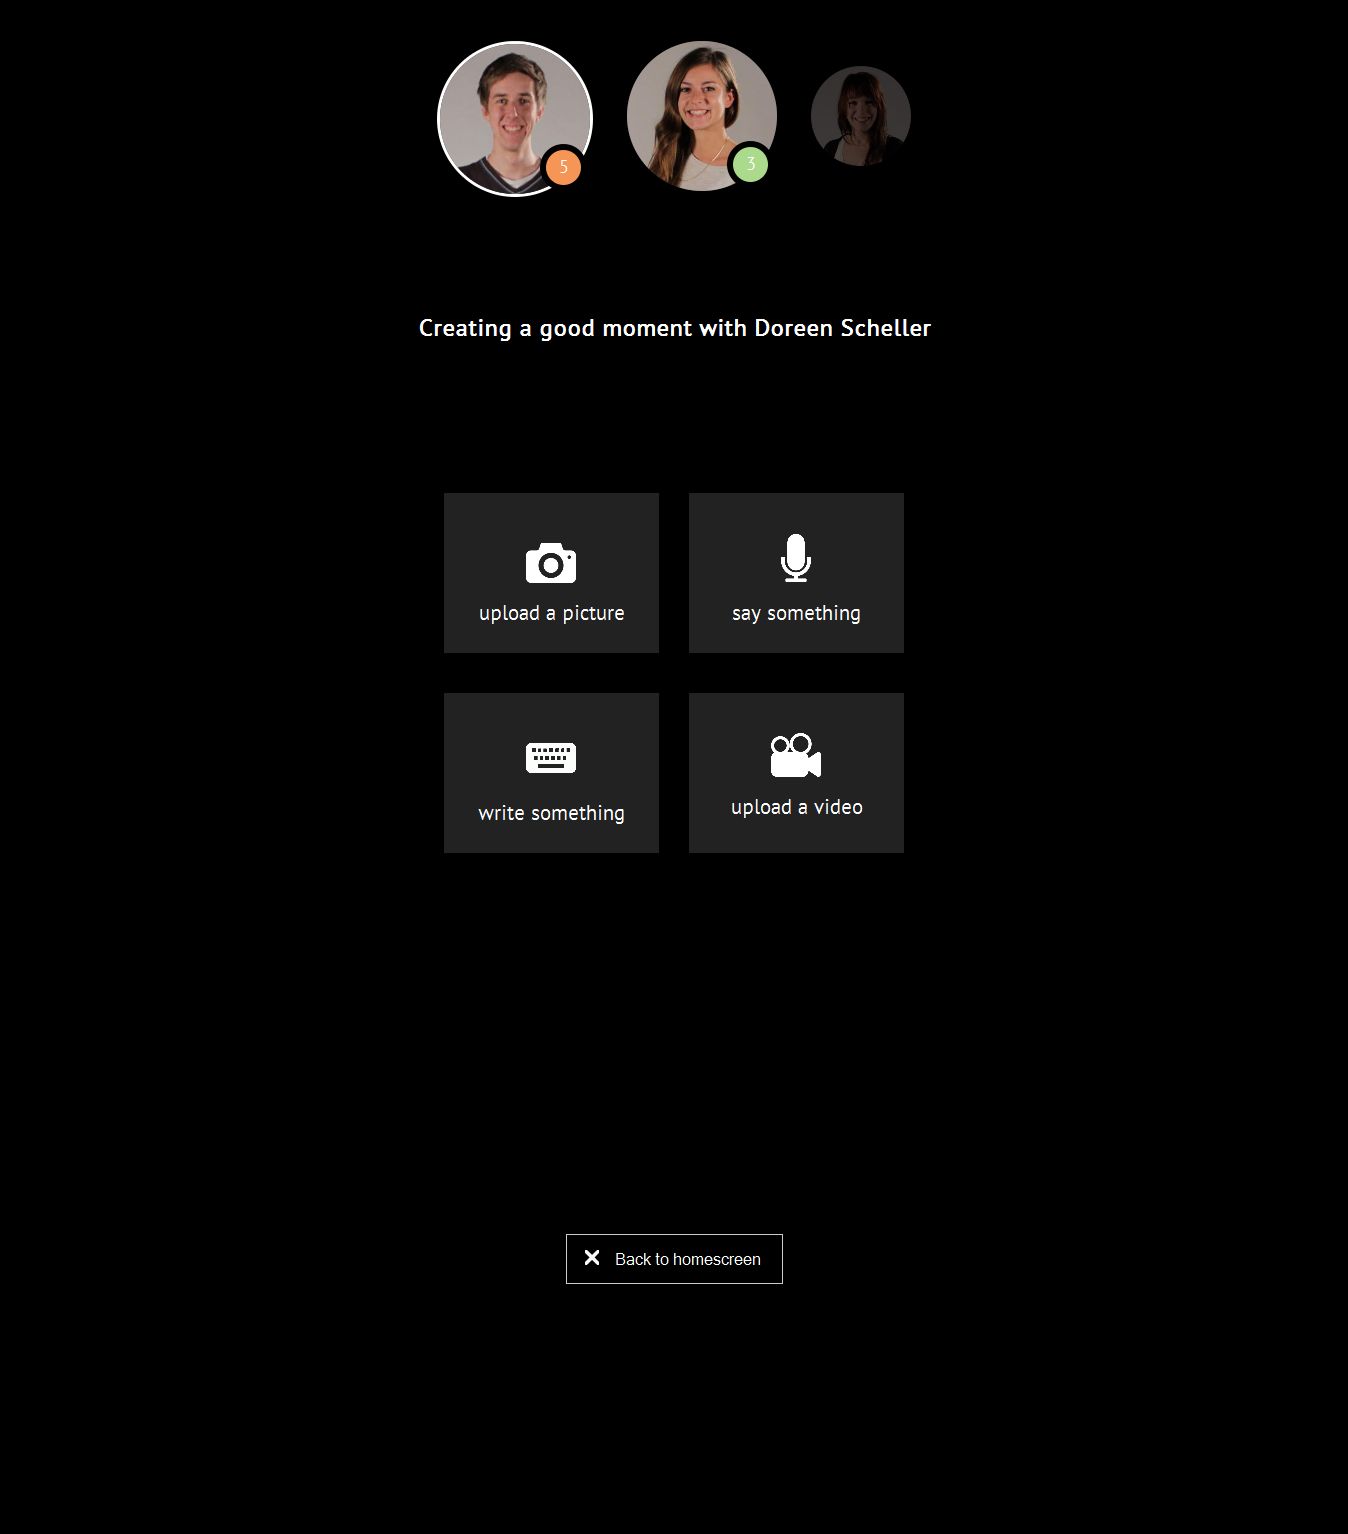 5
3
Creating a good moment with Doreen Scheller
upload a picture
say something
write something
upload a video
Back to homescreen